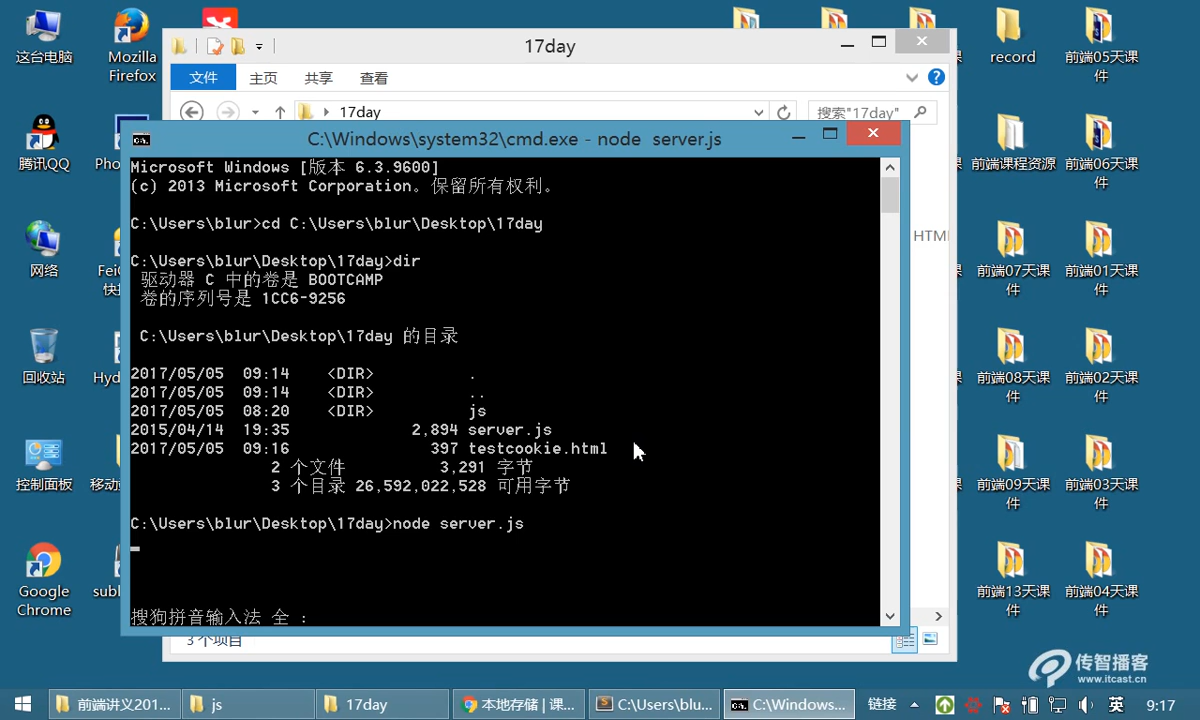 这台电脑
Mozilla
Firefox
腾讯QQ
网络
回收站
控制面板
Google
Chrome
17day
文件
主页
共享
查看
17day
搜索"17day"
C:\Windows\system32\cmd.exe - node  server.js
Microsoft Windows [版本 6.3.9600]
(c) 2013 Microsoft Corporation。保留所有权利。
C:\Users\blur>cd C:\Users\blur\Desktop\17day
C:\Users\blur\Desktop\17day>dir
驱动器 C 中的卷是 BOOTCAMP
卷的序列号是 1CC6-9256
C:\Users\blur\Desktop\17day 的目录
2017/05/05  09:14    <DIR>          .
2017/05/05  09:14    <DIR>          ..
2017/05/05  08:20    <DIR>          js
2015/04/14  19:35             2,894 server.js
2017/05/05  09:16               397 testcookie.html
2 个文件          3,291 字节
3 个目录 26,592,022,528 可用字节
C:\Users\blur\Desktop\17day>node server.js
搜狗拼音输入法 全 :
HTM
3 个项目
record
前端05天课
件
前端课程资源
前端06天课
件
前端07天课
件
前端01天课
件
前端08天课
件
前端02天课
件
前端09天课
件
前端03天课
件
前端13天课
件
前端04天课
件
传智播客
www.itcast.cn
前端讲义201...
js
17day
本地存储 | 课...
C:\Users\blu...
C:\Windows...
链接
英
9:17